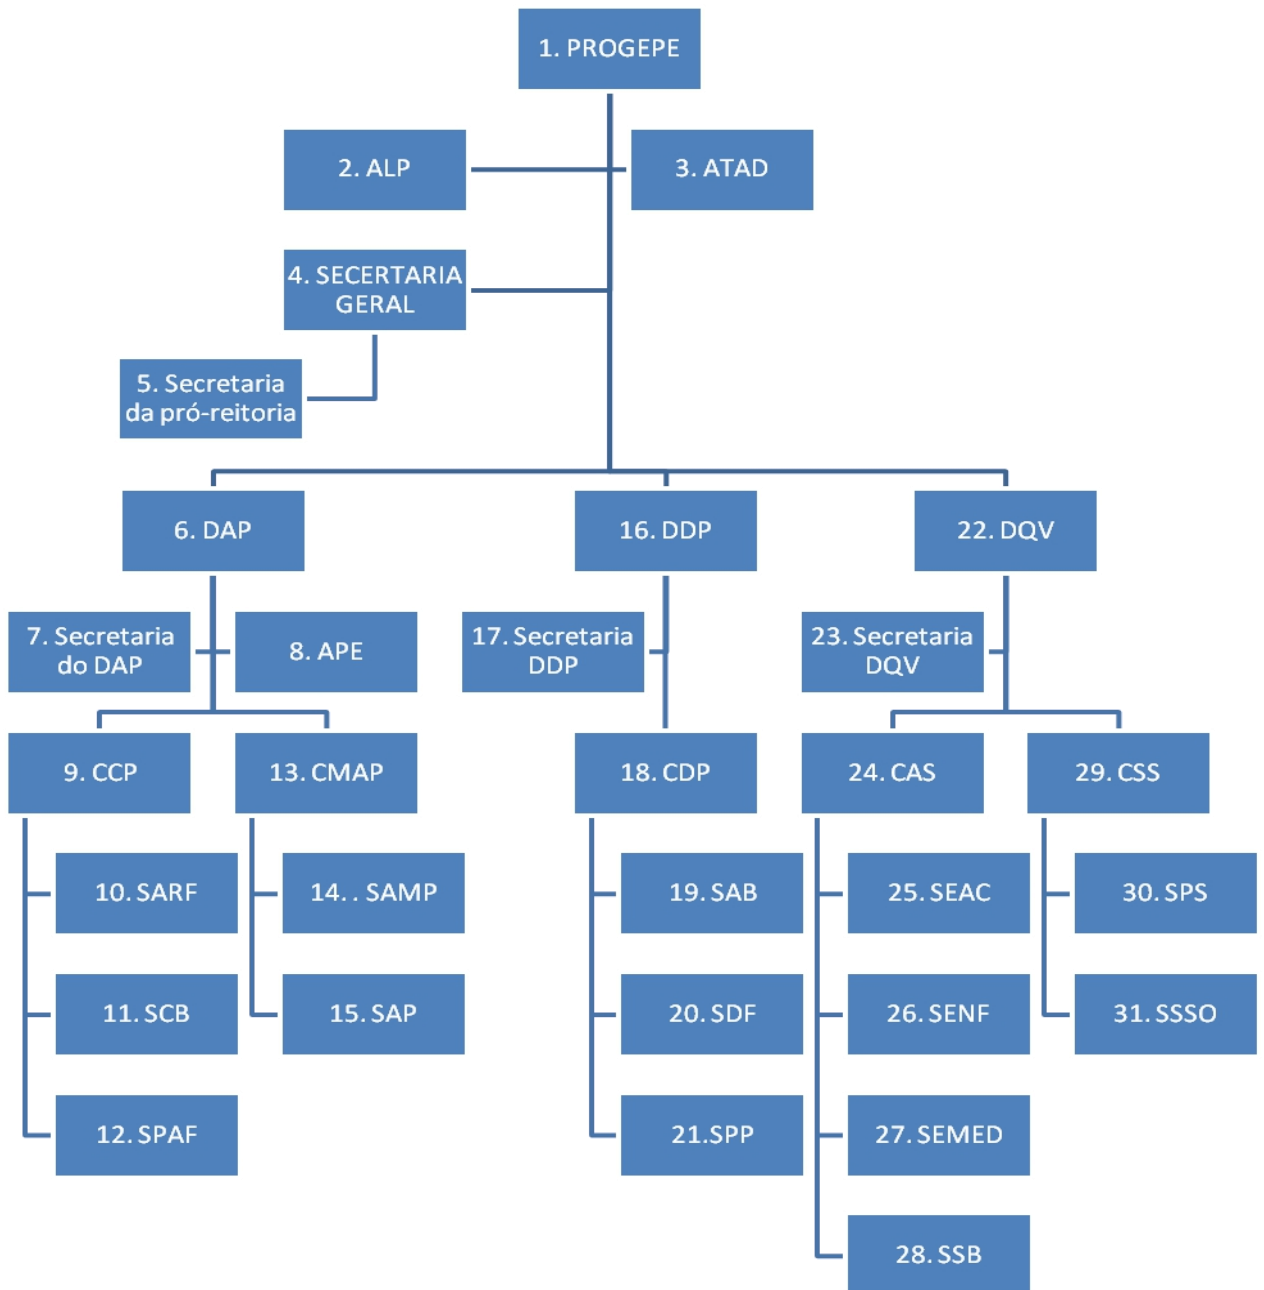 1. PROGEPE
2. ALP
3. ATAD
4. SECERTARIA
GERAL
5. Secretaria
da pró-reitoria
6. DAP
16. DDP
22. DQV
7. Secretaria
do DAP
8. APE
17. Secretaria
DDP
23. Secretaria
DQV
9. CCP
13. CMAP
18. CDP
24. CAS
29. CSS
10. SARF
14. . SAMP
19. SAB
25. SEAC
30. SPS
11. SCB
15. SAP
20. SDF
26. SENF
31. SSSO
12. SPAF
21.SPP
27. SEMED
28. SSB